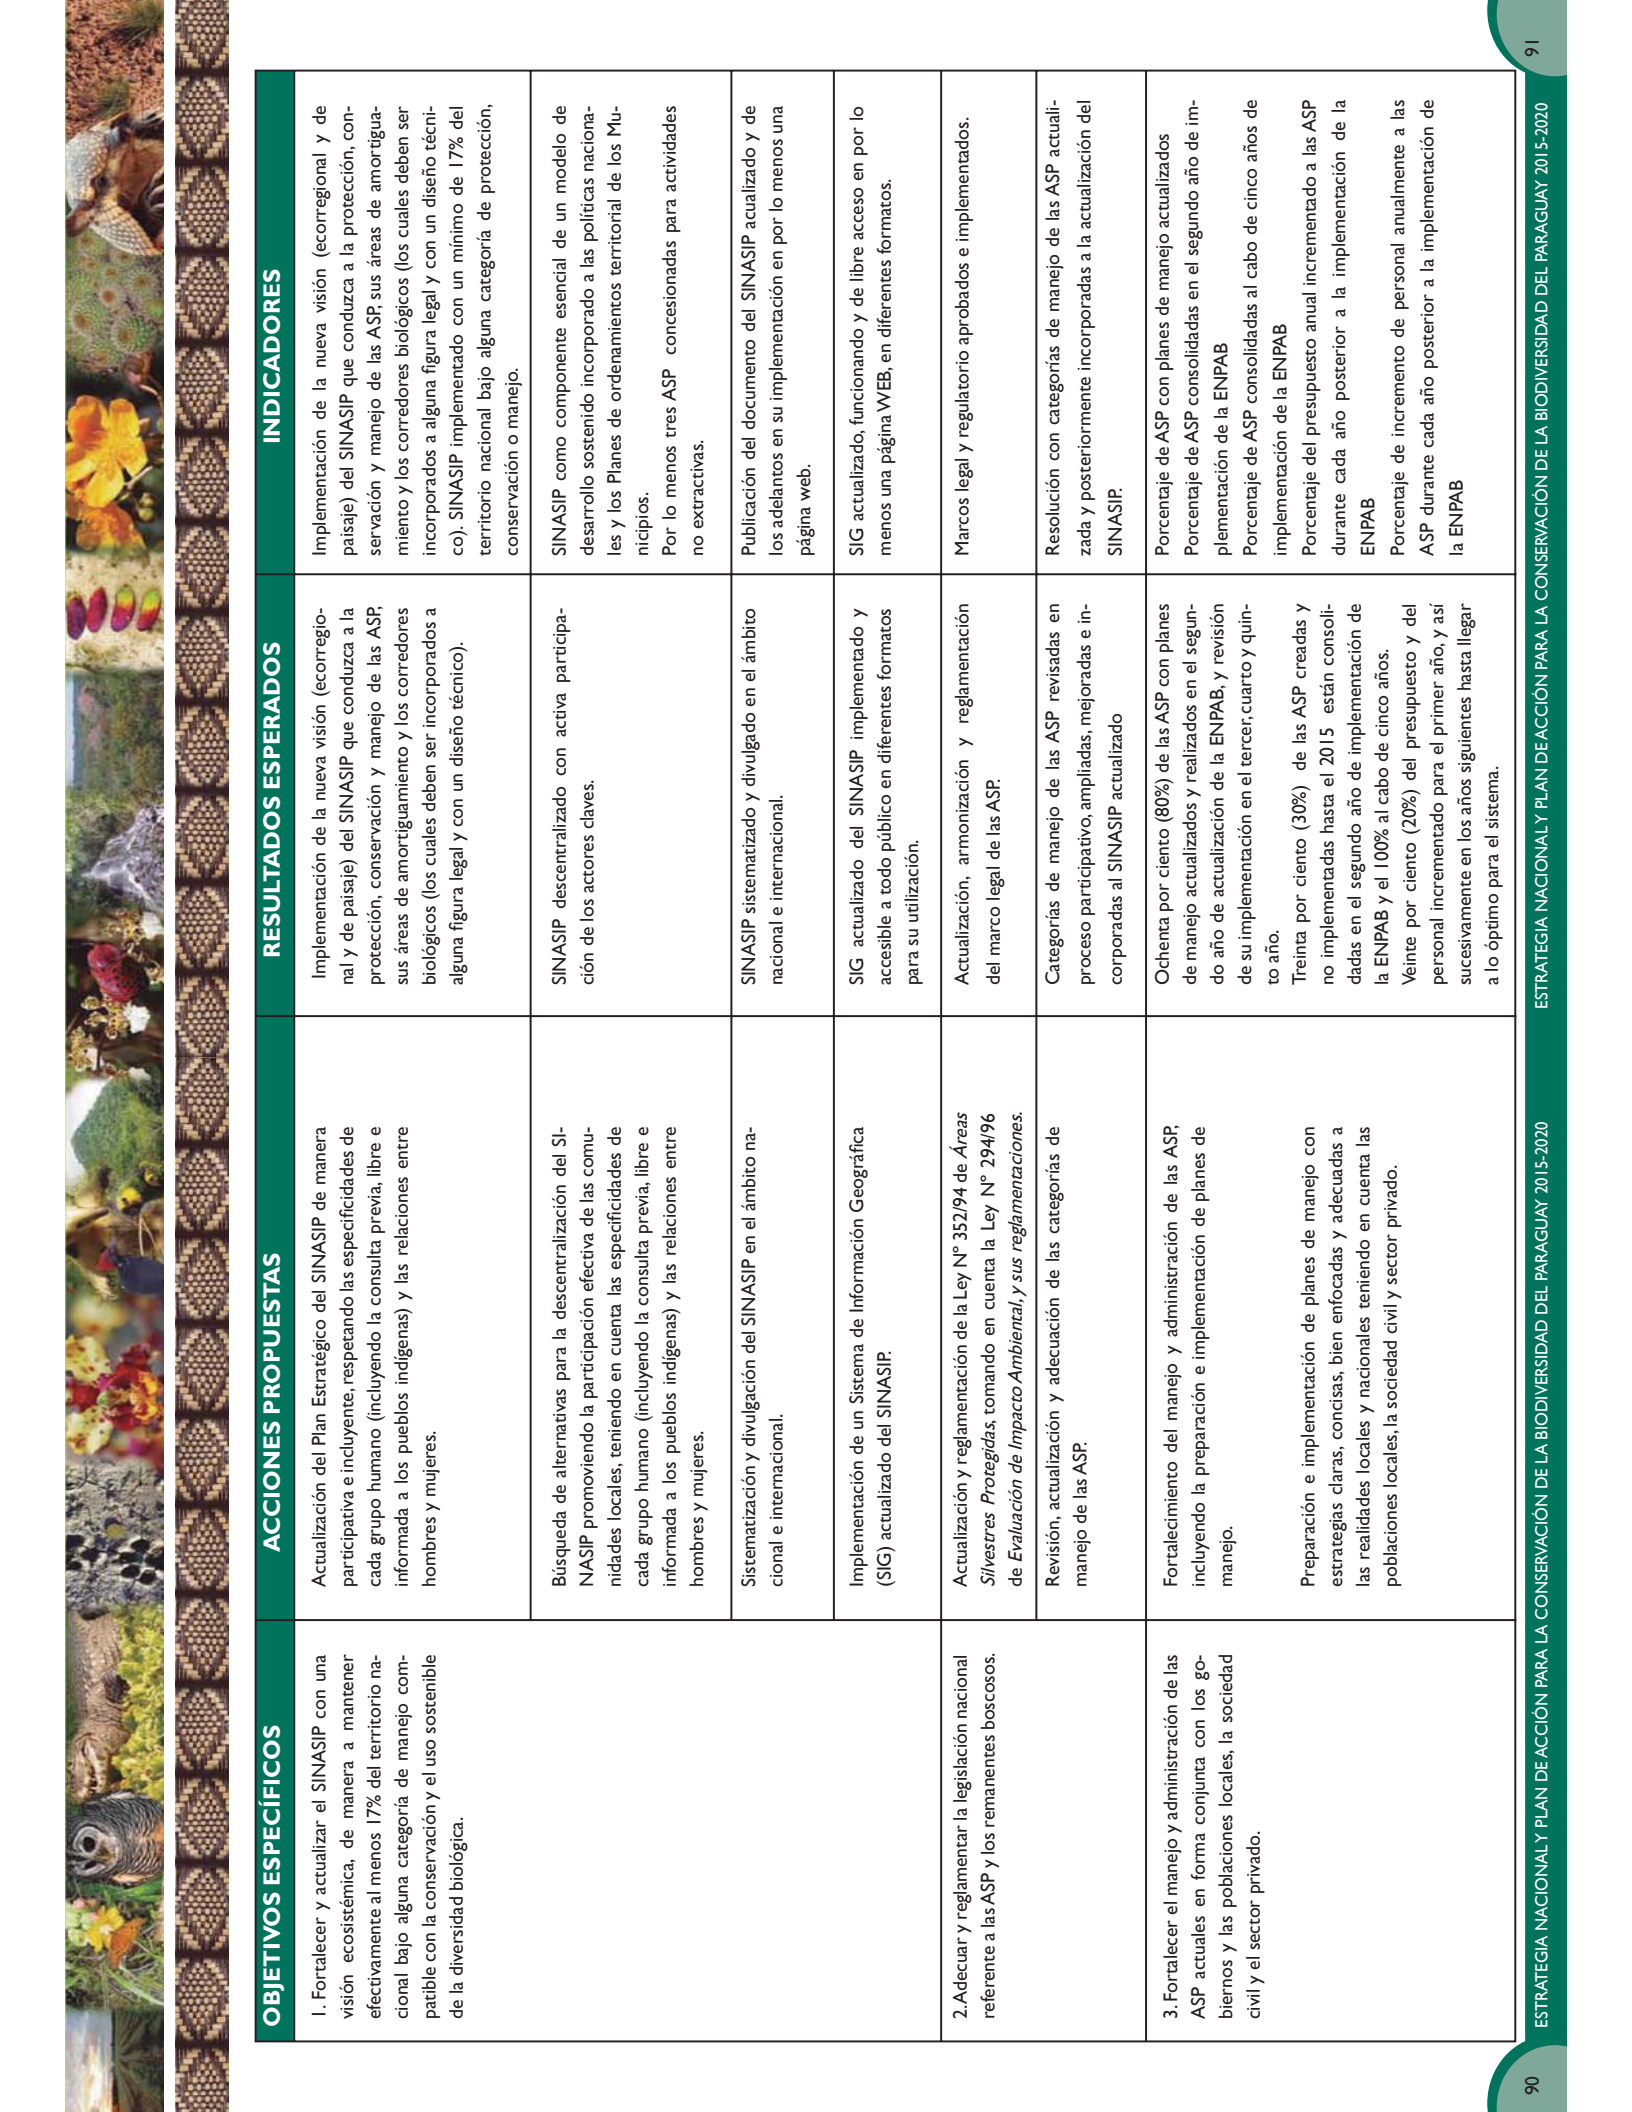 OBJETIVOS ESPECÍFICOS
ACCIONES PROPUESTAS
RESULTADOS ESPERADOS
INDICADORES
1. Fortalecer y actualizar el SINASIP con una
visión ecosistémica, de manera a mantener
efectivamente al menos 17% del territorio na-
cional bajo alguna categoría de manejo com-
patible con la conservación y el uso sostenible
de la diversidad biológica.
Actualización del Plan Estratégico del SINASIP de manera
participativa e incluyente, respetando las especificidades de
cada grupo humano (incluyendo la consulta previa, libre e
informada a los pueblos indígenas) y las relaciones entre
hombres y mujeres.
Implementación de la nueva visión (ecorregio-
nal y de paisaje) del SINASIP que conduzca a la
protección, conservación y manejo de las ASP,
sus áreas de amortiguamiento y los corredores
biológicos (los cuales deben ser incorporados a
alguna figura legal y con un diseño técnico).
Implementación de la nueva visión (ecorregional y de
paisaje) del SINASIP que conduzca a la protección, con-
servación y manejo de las ASP, sus áreas de amortigua-
miento y los corredores biológicos (los cuales deben ser
incorporados a alguna figura legal y con un diseño técni-
co). SINASIP implementado con un mínimo de 17% del
territorio nacional bajo alguna categoría de protección,
conservación o manejo.
Búsqueda de alternativas para la descentralización del SI-
NASIP promoviendo la participación efectiva de las comu-
nidades locales, teniendo en cuenta las especificidades de
cada grupo humano (incluyendo la consulta previa, libre e
informada a los pueblos indígenas) y las relaciones entre
hombres y mujeres.
SINASIP descentralizado con activa participa-
ción de los actores claves.
SINASIP como componente esencial de un modelo de
desarrollo sostenido incorporado a las políticas naciona-
les y los Planes de ordenamientos territorial de los Mu-
nicipios.
Por lo menos tres ASP concesionadas para actividades
no extractivas.
Sistematización y divulgación del SINASIP en el ámbito na-
cional e internacional.
SINASIP sistematizado y divulgado en el ámbito
nacional e internacional.
Publicación del documento del SINASIP acualizado y de
los adelantos en su implementación en por lo menos una
página web.
Implementación de un Sistema de Información Geográfica
(SIG) actualizado del SINASIP.
SIG actualizado del SINASIP implementado y
accesible a todo público en diferentes formatos
para su utilización.
SIG actualizado, funcionando y de libre acceso en por lo
menos una página WEB, en diferentes formatos.
2. Adecuar y reglamentar la legislación nacional
referente a las ASP y los remanentes boscosos.
Actualización y reglamentación de la Ley N° 352/94 de Áreas
Silvestres Protegidas, tomando en cuenta la Ley N° 294/96
de Evaluación de Impacto Ambiental, y sus reglamentaciones.
Actualización, armonización y reglamentación
del marco legal de las ASP.
Marcos legal y regulatorio aprobados e implementados.
Revisión, actualización y adecuación de las categorías de
manejo de las ASP.
Categorías de manejo de las ASP revisadas en
proceso participativo, ampliadas, mejoradas e in-
corporadas al SINASIP actualizado
Resolución con categorías de manejo de las ASP actuali-
zada y posteriormente incorporadas a la actualización del
SINASIP.
3. Fortalecer el manejo y administración de las
ASP actuales en forma conjunta con los go-
biernos y las poblaciones locales, la sociedad
civil y el sector privado.
Fortalecimiento del manejo y administración de las ASP,
incluyendo la preparación e implementación de planes de
manejo.
Preparación e implementación de planes de manejo con
estrategias claras, concisas, bien enfocadas y adecuadas a
las realidades locales y nacionales teniendo en cuenta las
poblaciones locales, la sociedad civil y sector privado.
Ochenta por ciento (80%) de las ASP con planes
de manejo actualizados y realizados en el segun-
do año de actualización de la ENPAB, y revisión
de su implementación en el tercer, cuarto y quin-
to año.
Treinta por ciento (30%) de las ASP creadas y
no implementadas hasta el 2015 están consoli-
dadas en el segundo año de implementación de
la ENPAB y el 100% al cabo de cinco años.
Veinte por ciento (20%) del presupuesto y del
personal incrementado para el primer año, y así
sucesivamente en los años siguientes hasta llegar
a lo óptimo para el sistema.
Porcentaje de ASP con planes de manejo actualizados
Porcentaje de ASP consolidadas en el segundo año de im-
plementación de la ENPAB
Porcentaje de ASP consolidadas al cabo de cinco años de
implementación de la ENPAB
Porcentaje del presupuesto anual incrementado a las ASP
durante cada año posterior a la implementación de la
ENPAB
Porcentaje de incremento de personal anualmente a las
ASP durante cada año posterior a la implementación de
la ENPAB
90
ESTRATEGIA NACIONAL Y PLAN DE ACCIÓN PARA LA CONSERVACIÓN DE LA BIODIVERSIDAD DEL PARAGUAY 2015-2020
ESTRATEGIA NACIONAL Y PLAN DE ACCIÓN PARA LA CONSERVACIÓN DE LA BIODIVERSIDAD DEL PARAGUAY 2015-2020
91